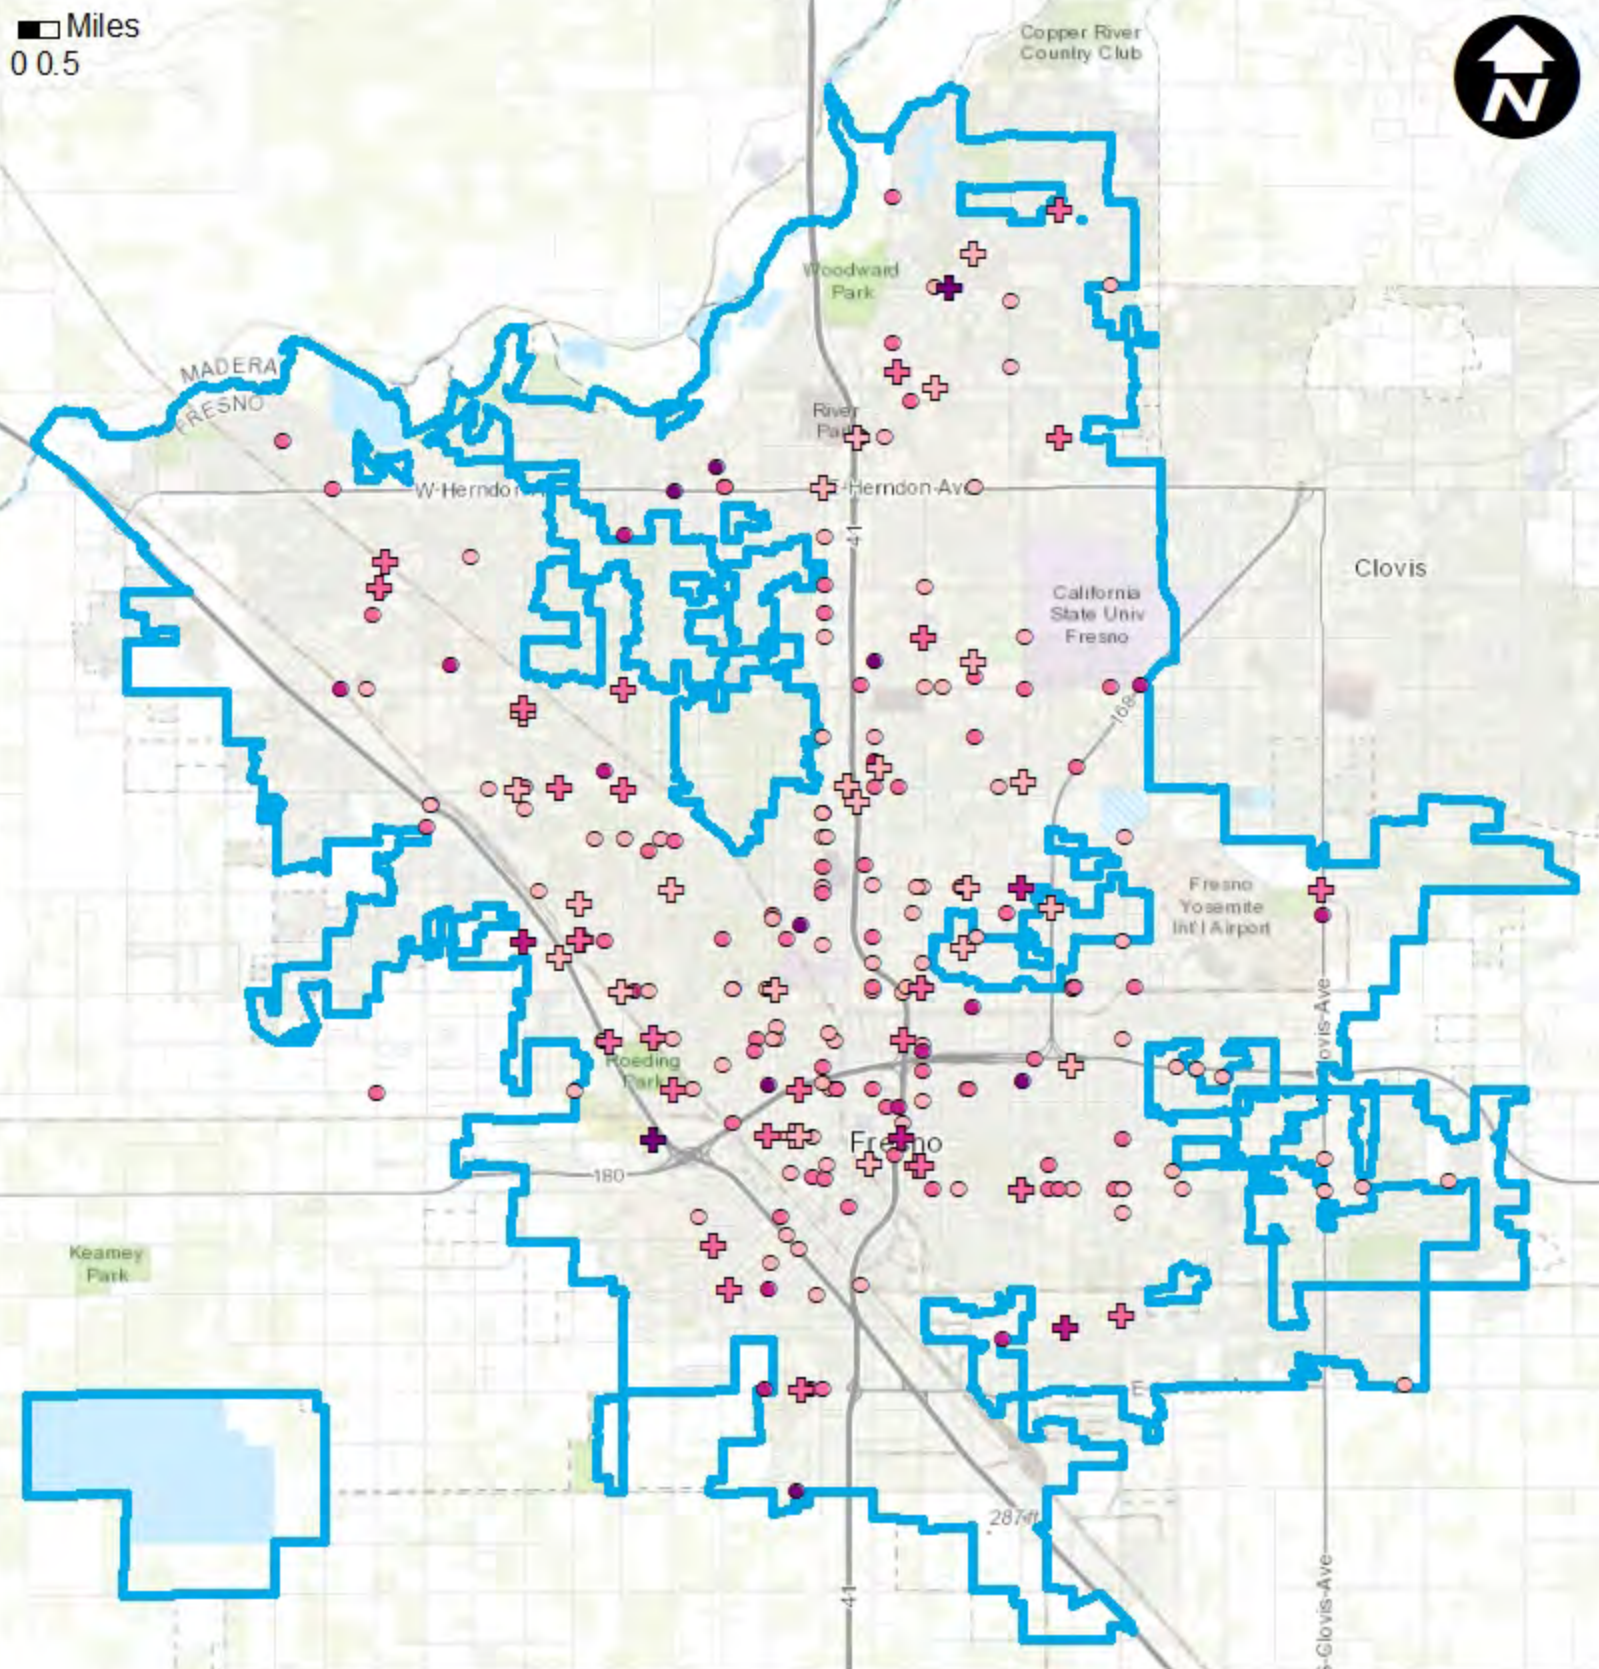 Miles
0 0.5
Copper River
Country Club
N
Woodward
Park
MADERA
FRESNO
River
W-Herndon
E-Herndon-Ave
41
Clovis
California
State Univ
Fresno
168
Fresno
Yosemite
Int'l Airport
Clovis-Ave
Roeding
Park
Fresno
180
Kearney
Park
287 ft
41
S-Clovis-Ave